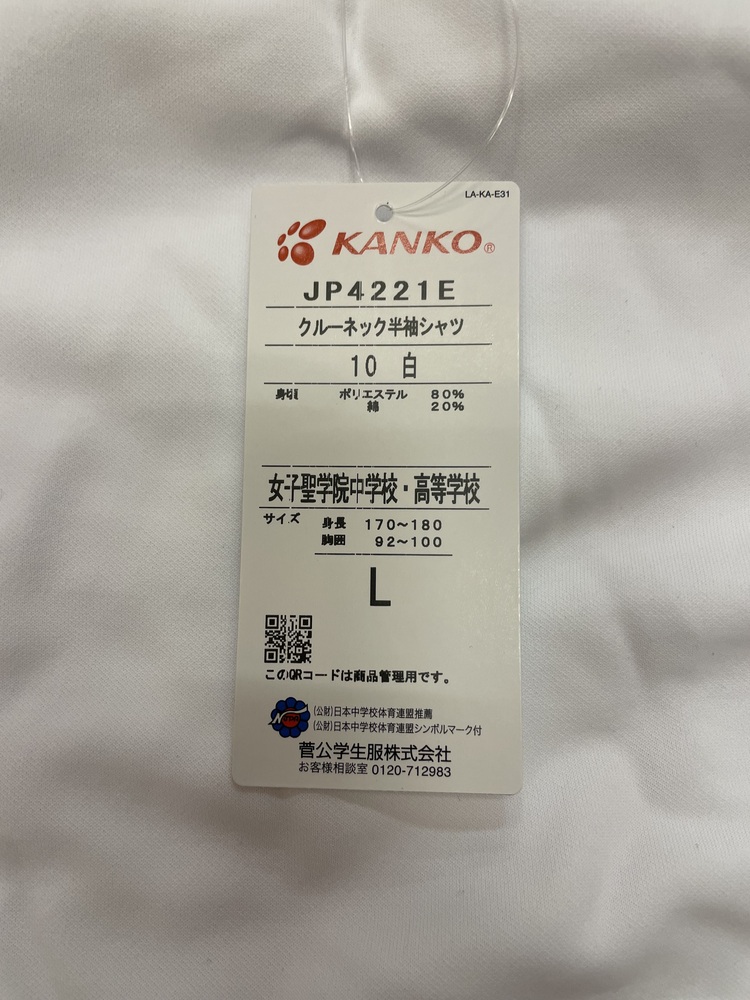 LA-KA-E31
KANKO®
JP4221E
クルーネック半袖シャツ
10 白
身頃 ポリエステル 80%
綿 20%
女子聖学院中学校・高等学校
サイズ 身長 170～180
胸囲 92～100
L
このQRコードは商品管理用です。
(公財)日本中学校体育連盟推薦
(公財)日本中学校体育連盟シンボルマーク付
菅公学生服株式会社
お客様相談室 0120-712983